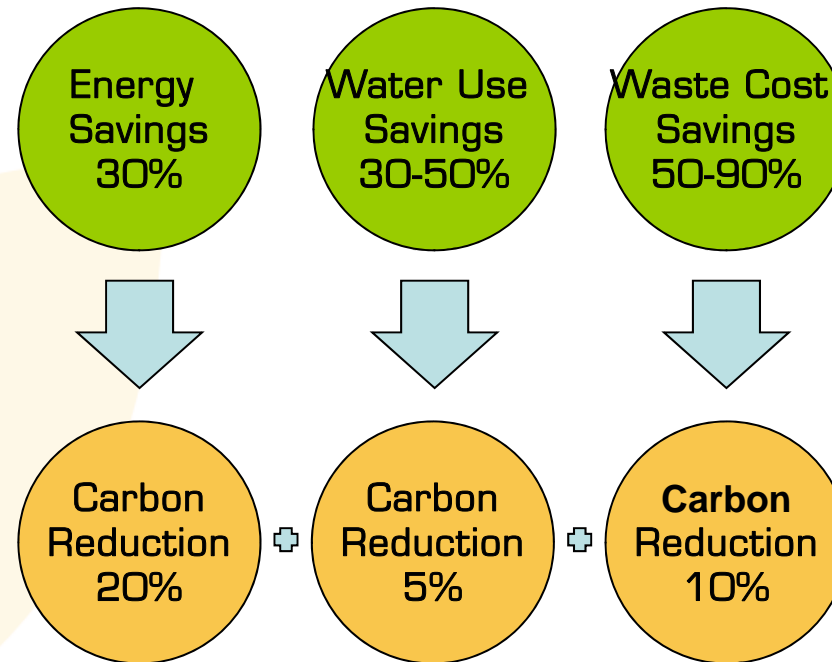 Energy
Savings
30%
Water Use
Savings
30-50%
Waste Cost
Savings
50-90%
Carbon
Reduction
20%
Carbon
Reduction
5%
Carbon
Reduction
10%